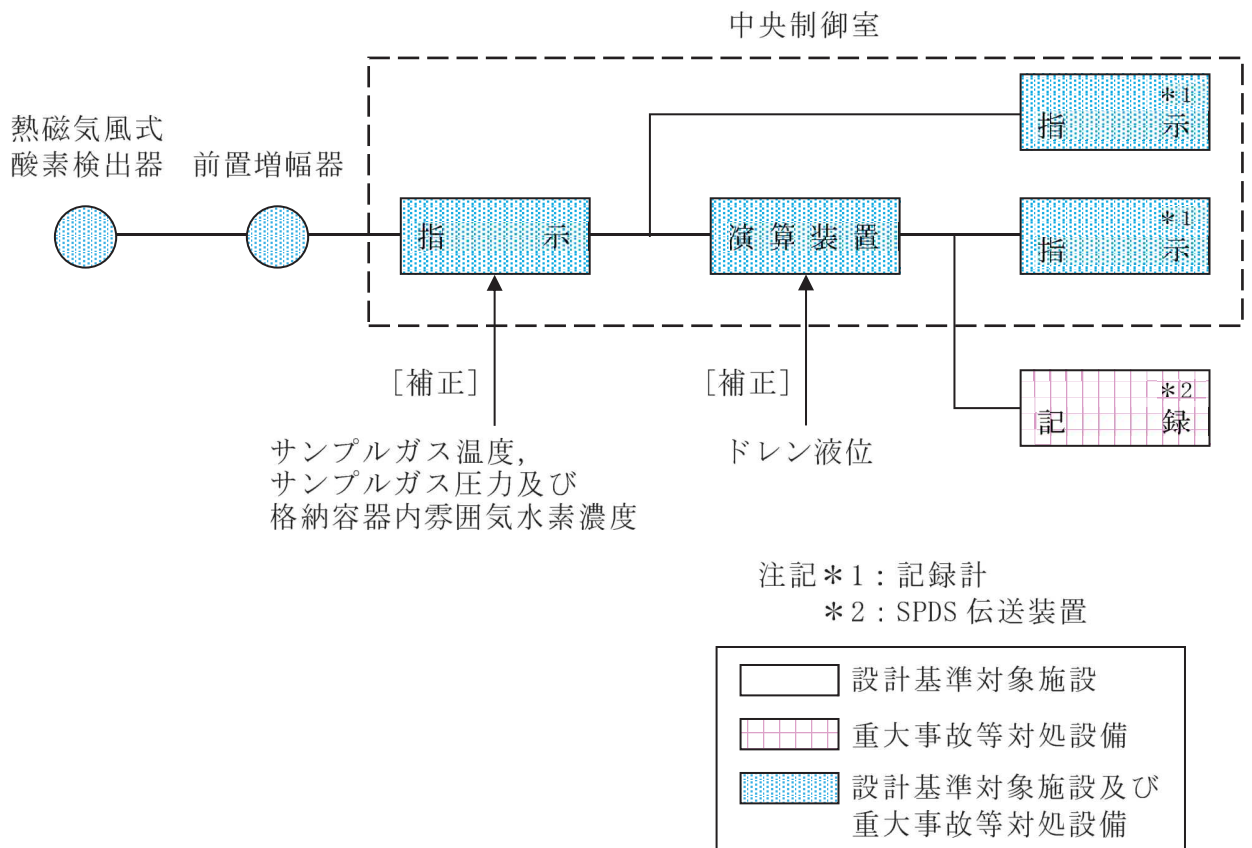 中央制御室
熱磁気風式
酸素検出器
前置増幅器
指示
演算装置
指示
*1
指示
*1
記録
*2
[補正]
サンプルガス温度,
サンプルガス圧力及び
格納容器内雰囲気水素濃度
[補正]
ドレン液位
注記*1:記録計
*2:SPDS 伝送装置
設計基準対象施設
重大事故等対処設備
設計基準対象施設及び
重大事故等対処設備